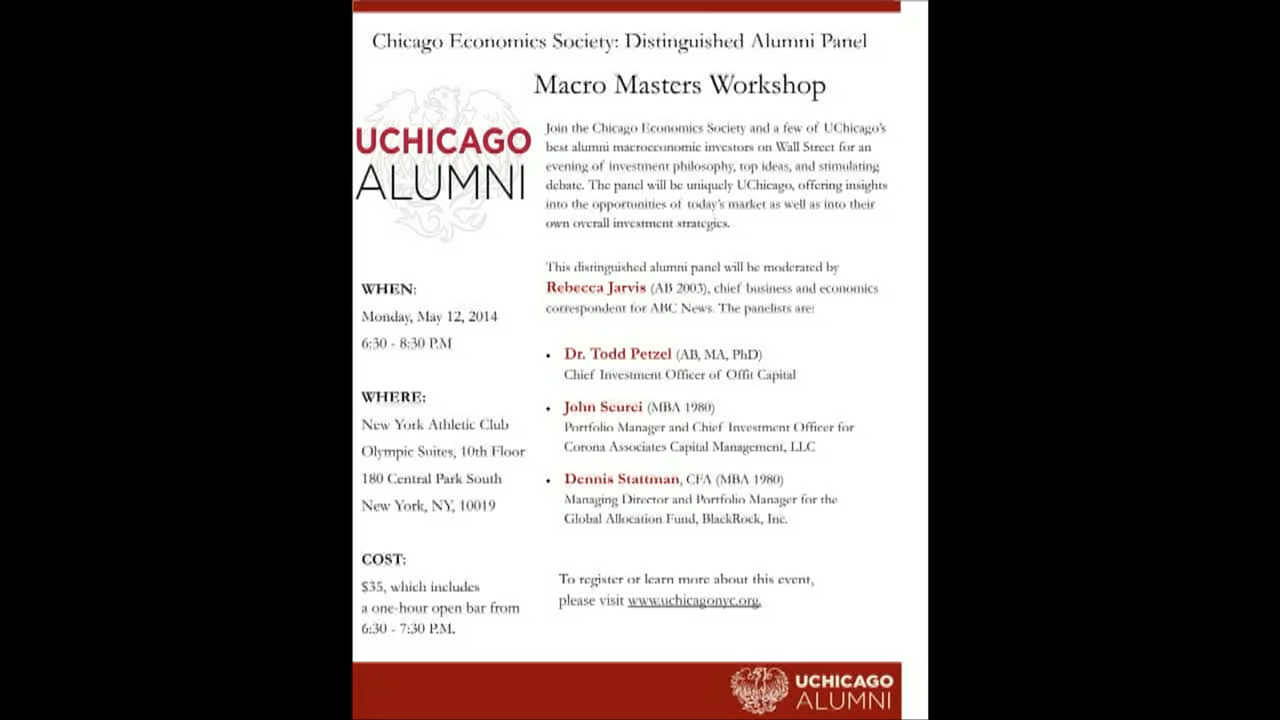 Chicago Economics Society: Distinguished Alumni Panel
Macro Masters Workshop
UCHICAGO
ALUMNI
Join the Chicago Economics Society and a few of UChicago's
best alumni macroeconomic investors on Wall Street for an
evening of investment philosophy, top ideas, and stimulating
debate. The panel will be uniquely UChicago, offering insights
into the opportunities of today's market as well as into their
own overall investment strategies.
This distinguished alumni panel will be moderated by
Rebecca Jarvis (AB 2003), chief business and economics
correspondent for ABC News. The panelists are:
• Dr. Todd Petzel (AB, MA, PhD)
Chief Investment Officer of Offit Capital
• John Scurci (MBA 1980)
Portfolio Manager and Chief Investment Officer for
Corona Associates Capital Management, LLC
• Dennis Stattman, CFA (MBA 1980)
Managing Director and Portfolio Manager for the
Global Allocation Fund, BlackRock, Inc.
To register or learn more about this event,
please visit www.uchicagonyc.org.
WHEN:
Monday, May 12, 2014
6:30 - 8:30 P.M
WHERE:
New York Athletic Club
Olympic Suites, 10th Floor
180 Central Park South
New York, NY, 10019
COST:
$35, which includes
a one-hour open bar from
6:30 - 7:30 P.M.
UCHICAGO
ALUMNI